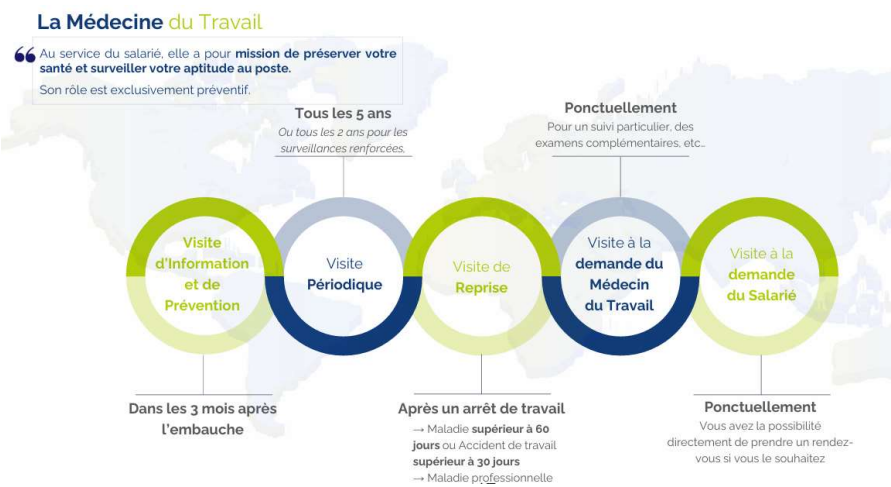 La Médecine du Travail
Au service du salarié, elle a pour mission de préserver votre
santé et surveiller votre aptitude au poste.
Son rôle est exclusivement préventif.
Tous les 5 ans
Ou tous les 2 ans pour les
surveillances renforcées,
Ponctuellement
Pour un suivi particulier, des
examens complémentaires, etc…
Visite
d'Information
et de
Prévention
Visite
Périodique
Visite de
Reprise
Visite à la
demande du
Médecin
du Travail
Visite à la
demande
du Salarié
Dans les 3 mois après
l'embauche
Après un arrêt de travail
→ Maladie supérieur à 60
jours ou Accident de travail
supérieur à 30 jours
→ Maladie professionnelle
Ponctuellement
Vous avez la possibilité
directement de prendre un rendez-
vous si vous le souhaitez